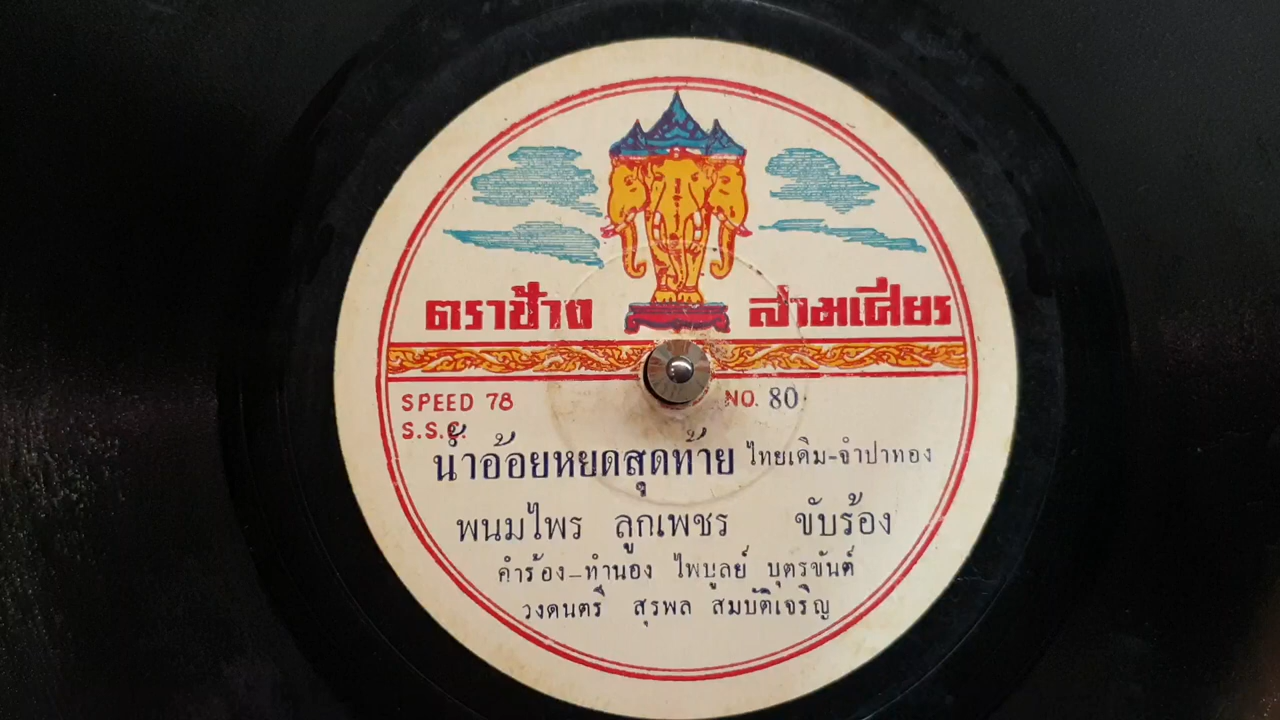 ตราช้าง สามเศียร
SPEED 78 NO. 80
S.S.C.
น้ำอ้อยหยดสุดท้าย ไทยเดิม-จำปาทอง
พนมไพร ลูกเพชร ขับร้อง
คำร้อง-ทำนอง ไพบูลย์ บุตรขันต์
วงดนตรี สุรพล สมบัติเจริญ